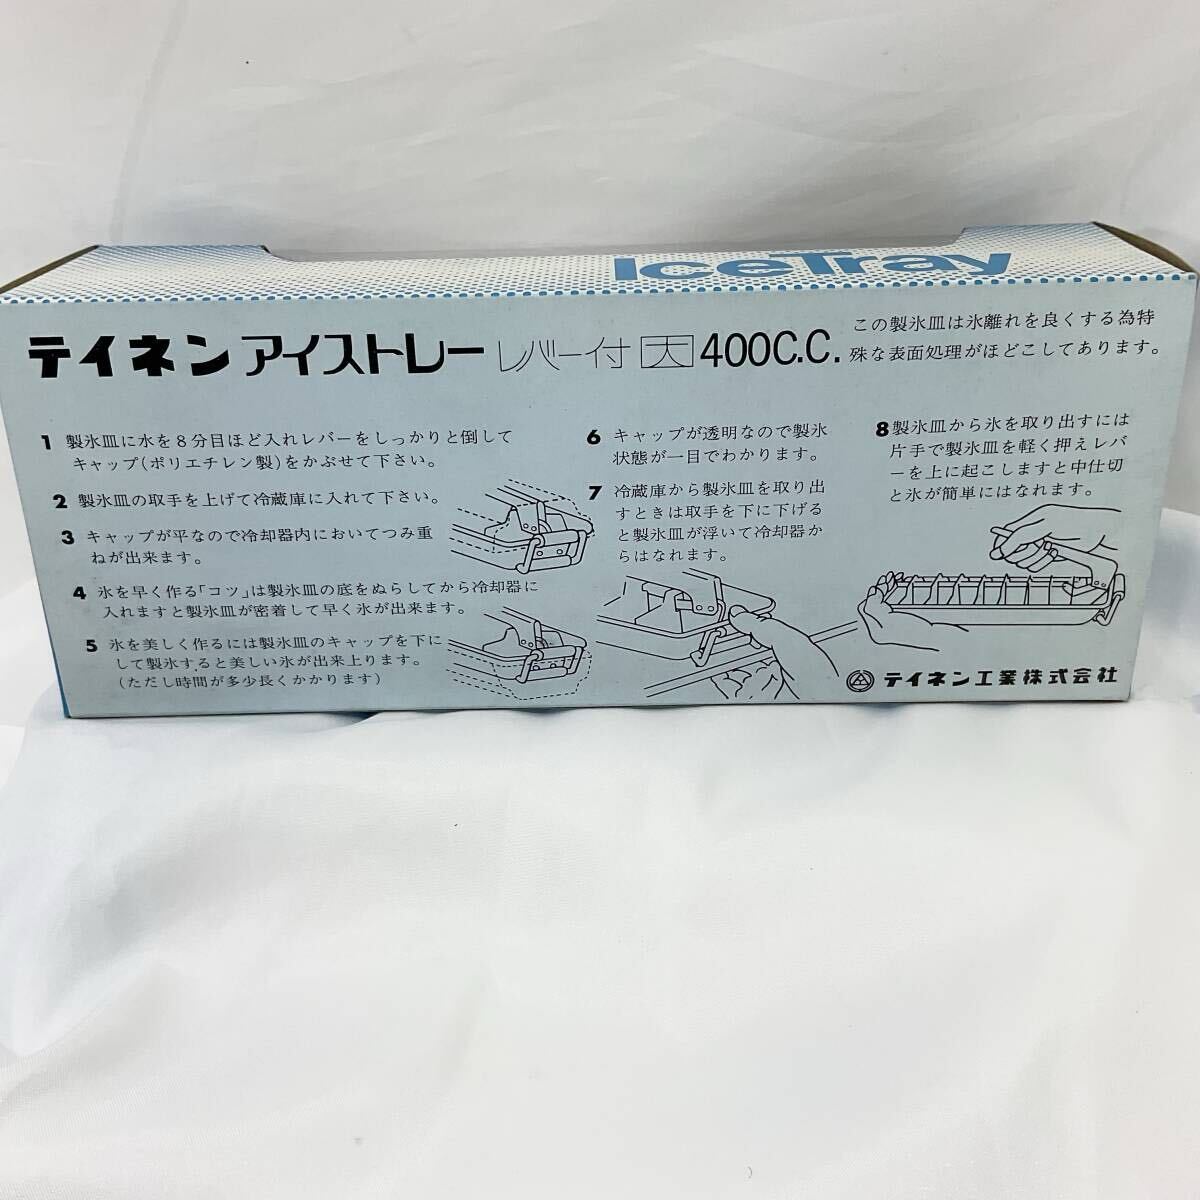 IceTray
テイネン アイストレー レバー付 大 400C.C.
この製氷皿は氷離れを良くする為特
殊な表面処理がほどこしてあります。
1 製氷皿に水を8分目ほど入れレバーをしっかりと倒して
キャップ(ポリエチレン製)をかぶせて下さい。
2 製氷皿の取手を上げて冷蔵庫に入れて下さい。
3 キャップが平なので冷却器内においてつみ重
ねが出来ます。
4 氷を早く作る「コツ」は製氷皿の底をぬらしてから冷却器に
入れますと製氷皿が密着して早く氷が出来ます。
5 氷を美しく作るには製氷皿のキャップを下に
して製氷すると美しい氷が出来上ります。
(ただし時間が多少長くかかります)
6 キャップが透明なので製氷
状態が一目でわかります。
7 冷蔵庫から製氷皿を取り出
すときは取手を下に下げる
と製氷皿が浮いて冷却器か
らはなれます。
8 製氷皿から氷を取り出すには
片手で製氷皿を軽く押えレバ
ーを上に起こしますと中仕切
と氷が簡単にはなれます。
テイネン工業株式会社